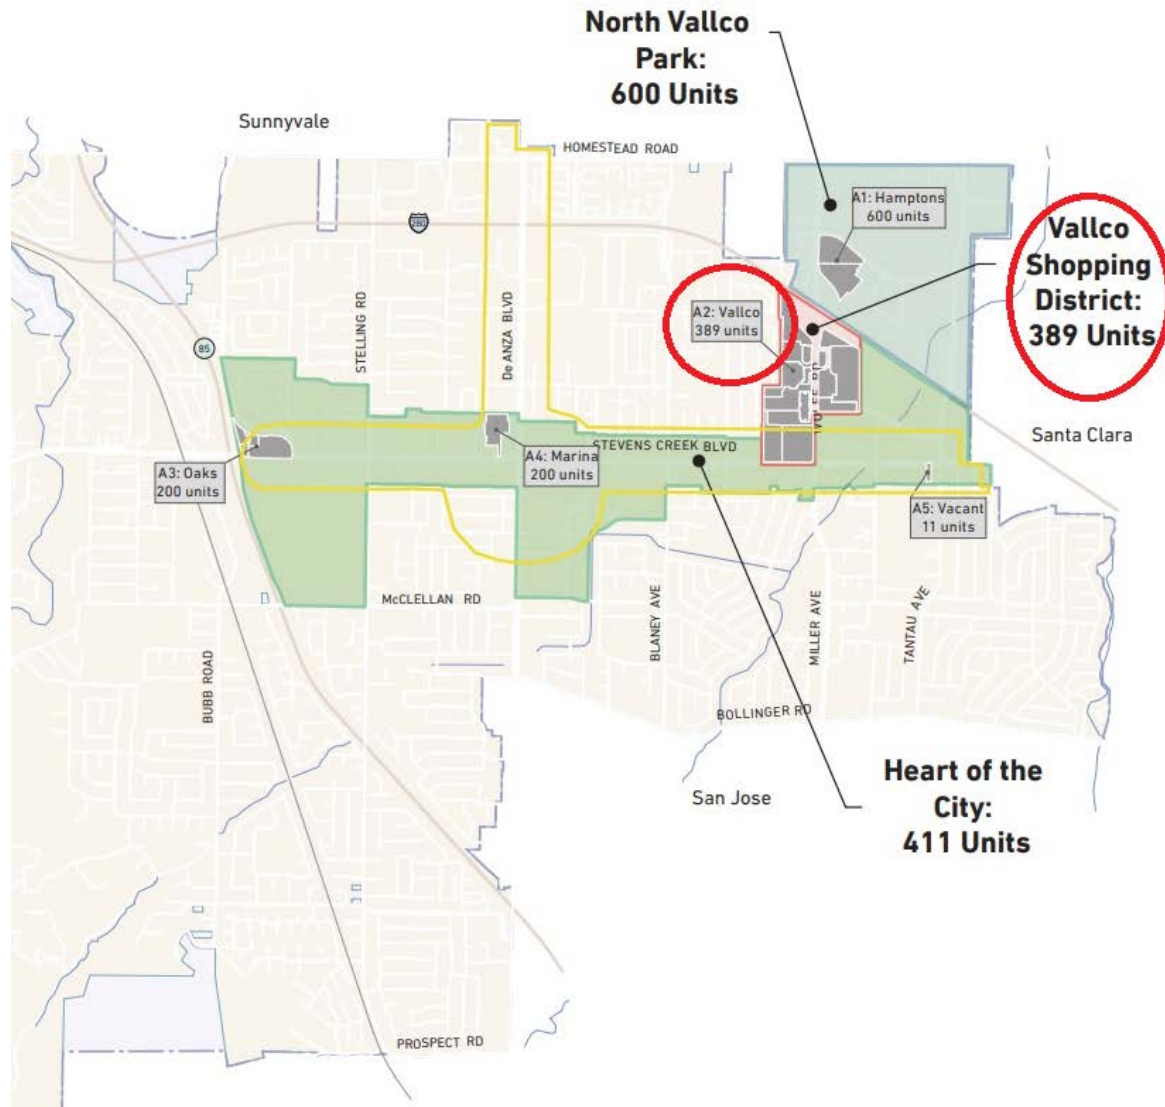 North Vallco
Park:
600 Units
Sunnyvale
HOMESTEAD ROAD
A1: Hamptons
600 units
280
Vallco
Shopping
District:
389 Units
A2: Vallco
389 units
STELLING RD
De ANZA BLVD
85
STEVENS CREEK BLVD
Santa Clara
A3: Oaks
200 units
A4: Marina
200 units
A5: Vacant
11 units
McCLELLAN RD
BLANEY AVE
MILLER AVE
TANTAU AVE
BUBB ROAD
BOLLINGER RD
Heart of the
City:
411 Units
San Jose
PROSPECT RD